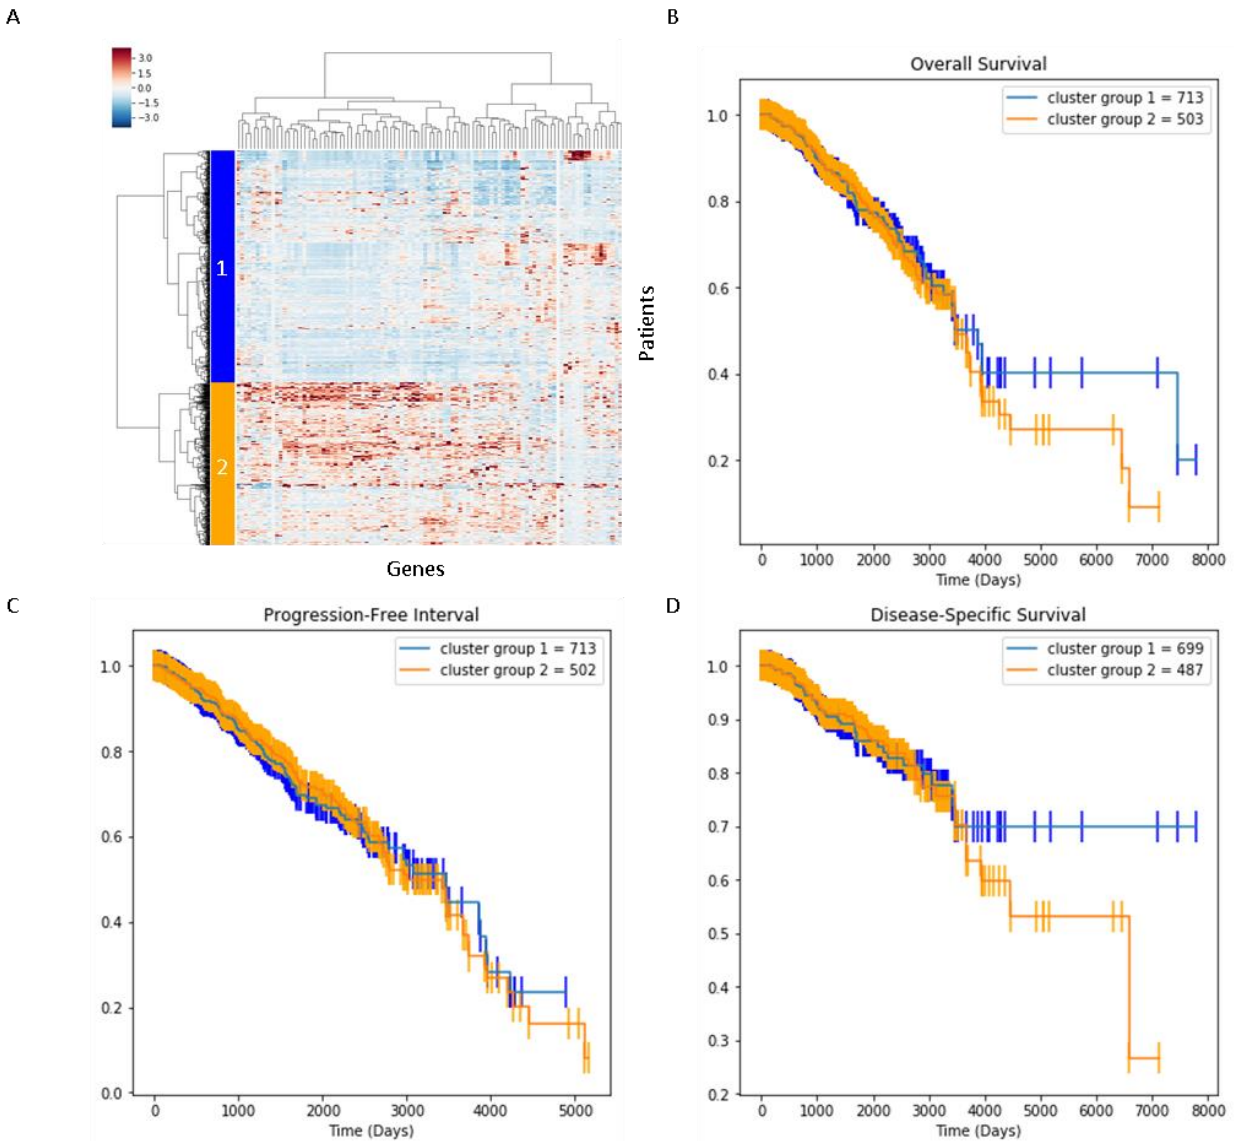 A
3.0
1.5
0.0
−1.5
−3.0
1
2
Genes
Patients
B
Overall Survival
cluster group 1 = 713
cluster group 2 = 503
1.0
0.8
0.6
0.4
0.2
0 1000 2000 3000 4000 5000 6000 7000 8000
Time (Days)
C
Progression-Free Interval
cluster group 1 = 713
cluster group 2 = 502
1.0
0.8
0.6
0.4
0.2
0.0
0 1000 2000 3000 4000 5000
Time (Days)
D
Disease-Specific Survival
cluster group 1 = 699
cluster group 2 = 487
1.0
0.9
0.8
0.7
0.6
0.5
0.4
0.3
0.2
0 1000 2000 3000 4000 5000 6000 7000 8000
Time (Days)